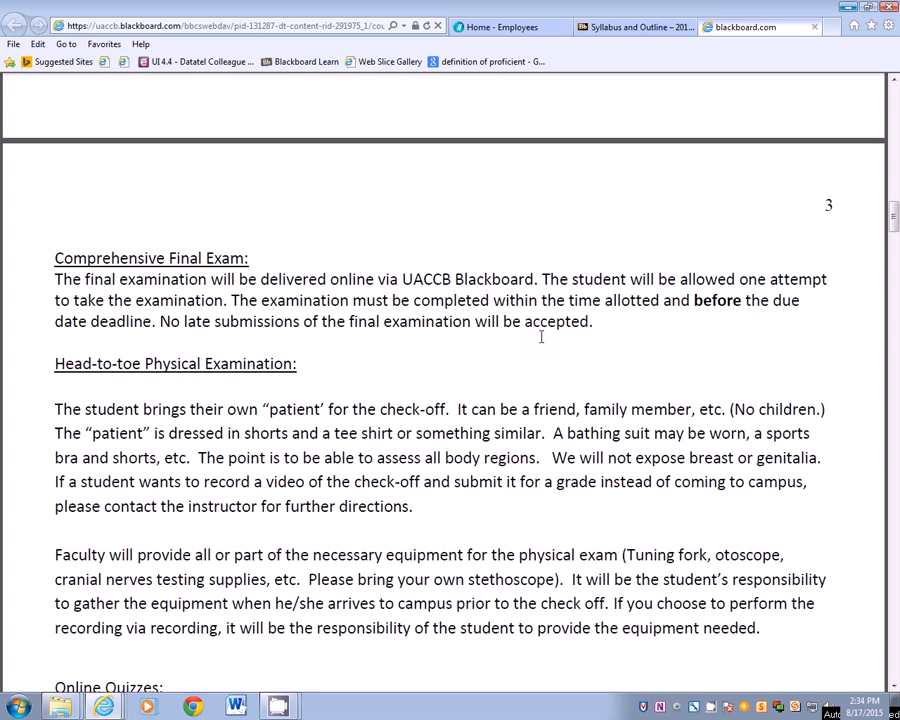 https://uaccb.blackboard.com/bbcswebdav/pid-131287-dt-content-rid-291975_1/cou
Home - Employees
Bb Syllabus and Outline – 201...
blackboard.com
File Edit Go to Favorites Help
Suggested Sites
UI 4.4 - Datatel Colleague ...
Bb Blackboard Learn
Web Slice Gallery
definition of proficient - G...
3
Comprehensive Final Exam:
The final examination will be delivered online via UACCB Blackboard. The student will be allowed one attempt
to take the examination. The examination must be completed within the time allotted and before the due
date deadline. No late submissions of the final examination will be accepted.
Head-to-toe Physical Examination:
The student brings their own “patient’ for the check-off. It can be a friend, family member, etc. (No children.)
The “patient” is dressed in shorts and a tee shirt or something similar. A bathing suit may be worn, a sports
bra and shorts, etc. The point is to be able to assess all body regions. We will not expose breast or genitalia.
If a student wants to record a video of the check-off and submit it for a grade instead of coming to campus,
please contact the instructor for further directions.
Faculty will provide all or part of the necessary equipment for the physical exam (Tuning fork, otoscope,
cranial nerves testing supplies, etc. Please bring your own stethoscope). It will be the student’s responsibility
to gather the equipment when he/she arrives to campus prior to the check off. If you choose to perform the
recording via recording, it will be the responsibility of the student to provide the equipment needed.
Online Quizzes:
2:34 PM
8/17/2015